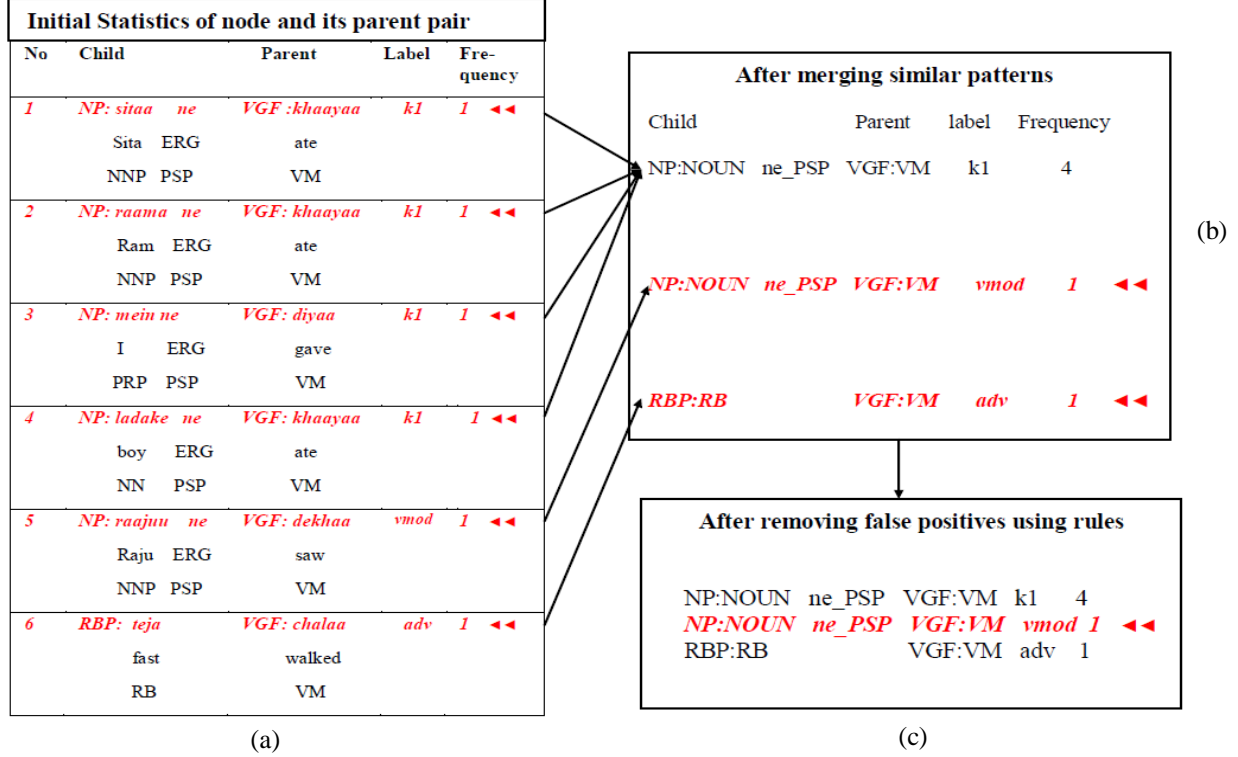 Initial Statistics of node and its parent pair
No Child Parent Label Fre-
quency
1 NP: sitaa ne VGF :khaayaa k1 1 ◄◄
Sita ERG ate
NNP PSP VM
2 NP: raama ne VGF: khaayaa k1 1 ◄◄
Ram ERG ate
NNP PSP VM
3 NP: mein ne VGF: diyaa k1 1 ◄◄
I ERG gave
PRP PSP VM
4 NP: ladake ne VGF: khaayaa k1 1 ◄◄
boy ERG ate
NN PSP VM
5 NP: raajuu ne VGF: dekhaa vmod 1 ◄◄
Raju ERG saw
NNP PSP VM
6 RBP: teja VGF: chalaa adv 1 ◄◄
fast walked
RB VM
(a)
After merging similar patterns
Child Parent label Frequency
NP:NOUN ne_PSP VGF:VM k1 4
NP:NOUN ne_PSP VGF:VM vmod 1 ◄◄
RBP:RB VGF:VM adv 1 ◄◄
(b)
After removing false positives using rules
NP:NOUN ne_PSP VGF:VM k1 4
NP:NOUN ne_PSP VGF:VM vmod 1 ◄◄
RBP:RB VGF:VM adv 1
(c)